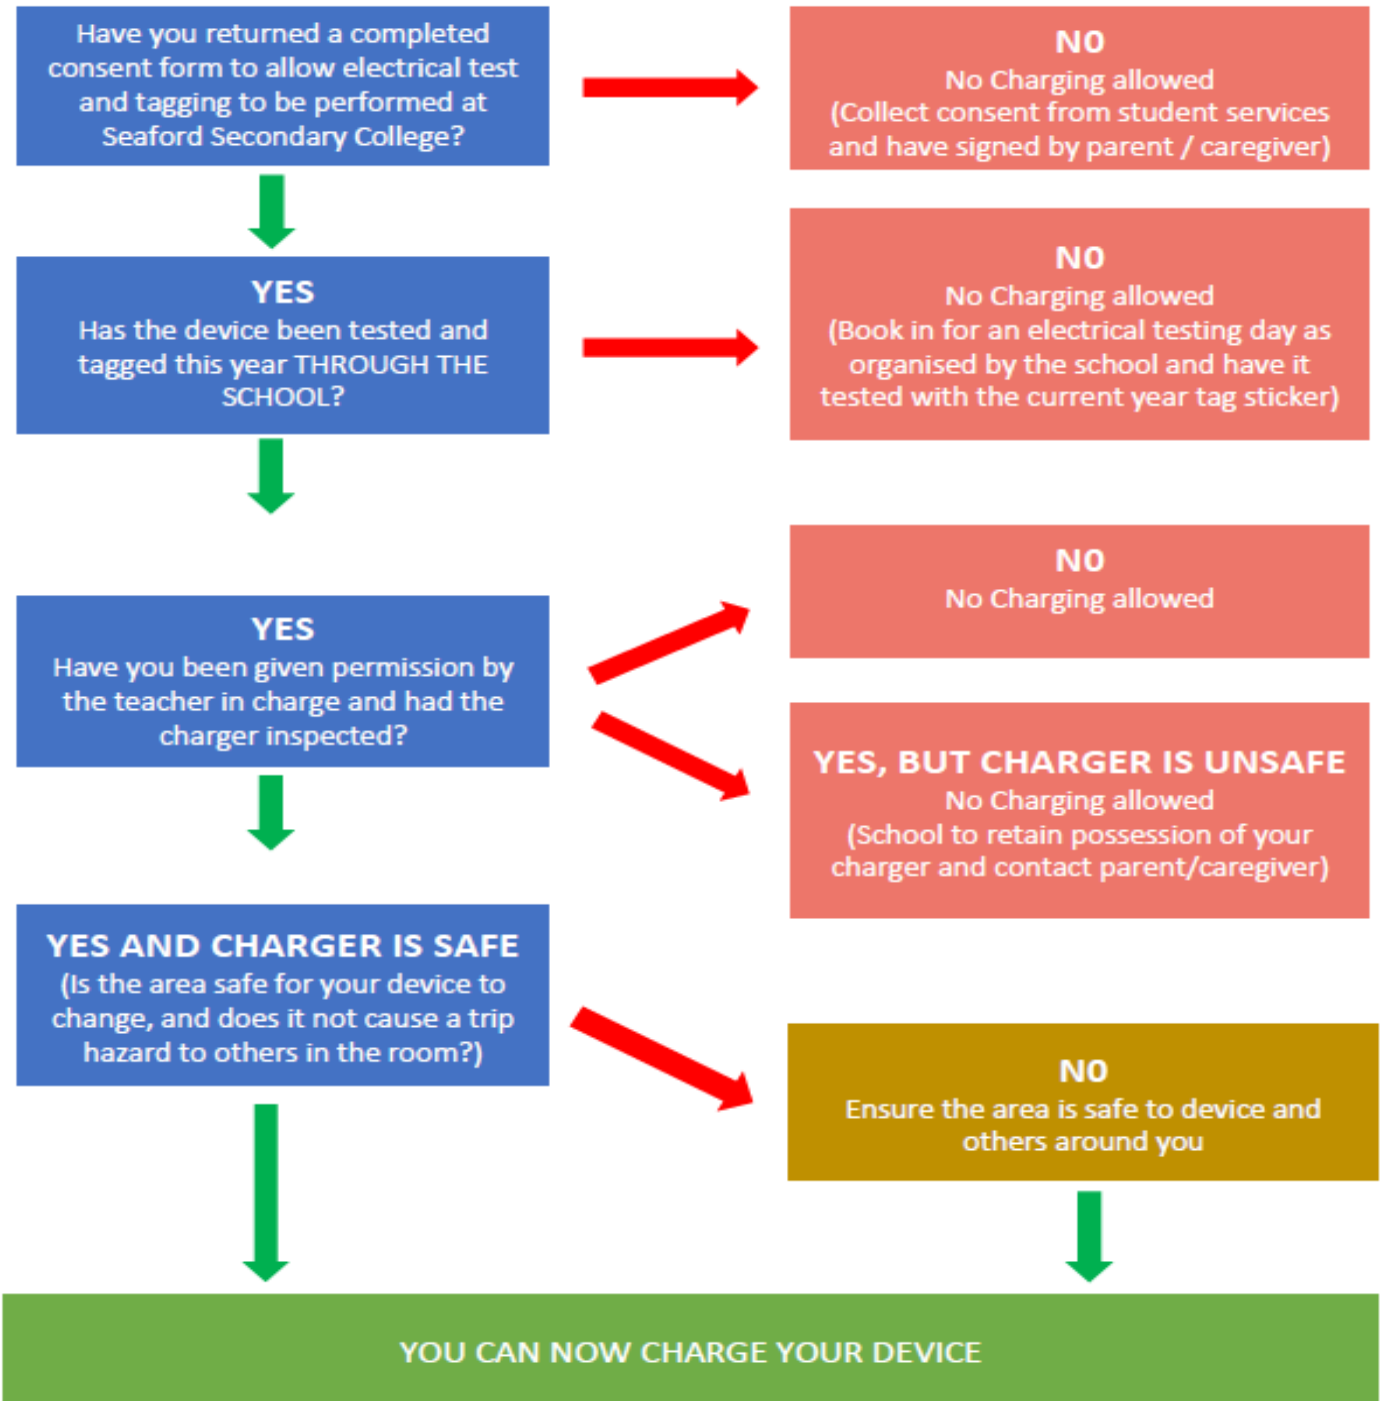 Have you returned a completed
consent form to allow electrical test
and tagging to be performed at
Seaford Secondary College?
N0
No Charging allowed
(Collect consent from student services
and have signed by parent / caregiver)
YES
Has the device been tested and
tagged this year THROUGH THE
SCHOOL?
N0
No Charging allowed
(Book in for an electrical testing day as
organised by the school and have it
tested with the current year tag sticker)
YES
Have you been given permission by
the teacher in charge and had the
charger inspected?
N0
No Charging allowed
YES, BUT CHARGER IS UNSAFE
No Charging allowed
(School to retain possession of your
charger and contact parent/caregiver)
YES AND CHARGER IS SAFE
(Is the area safe for your device to
change, and does it not cause a trip
hazard to others in the room?)
N0
Ensure the area is safe to device and
others around you
YOU CAN NOW CHARGE YOUR DEVICE